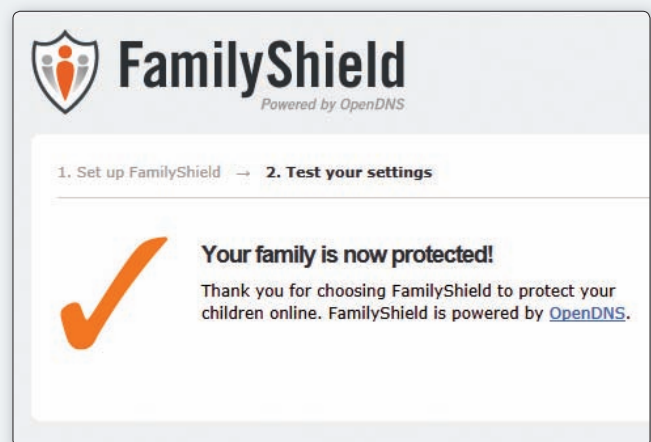 FamilyShield
Powered by OpenDNS
1. Set up FamilyShield → 2. Test your settings
Your family is now protected!
Thank you for choosing FamilyShield to protect your
children online. FamilyShield is powered by OpenDNS.